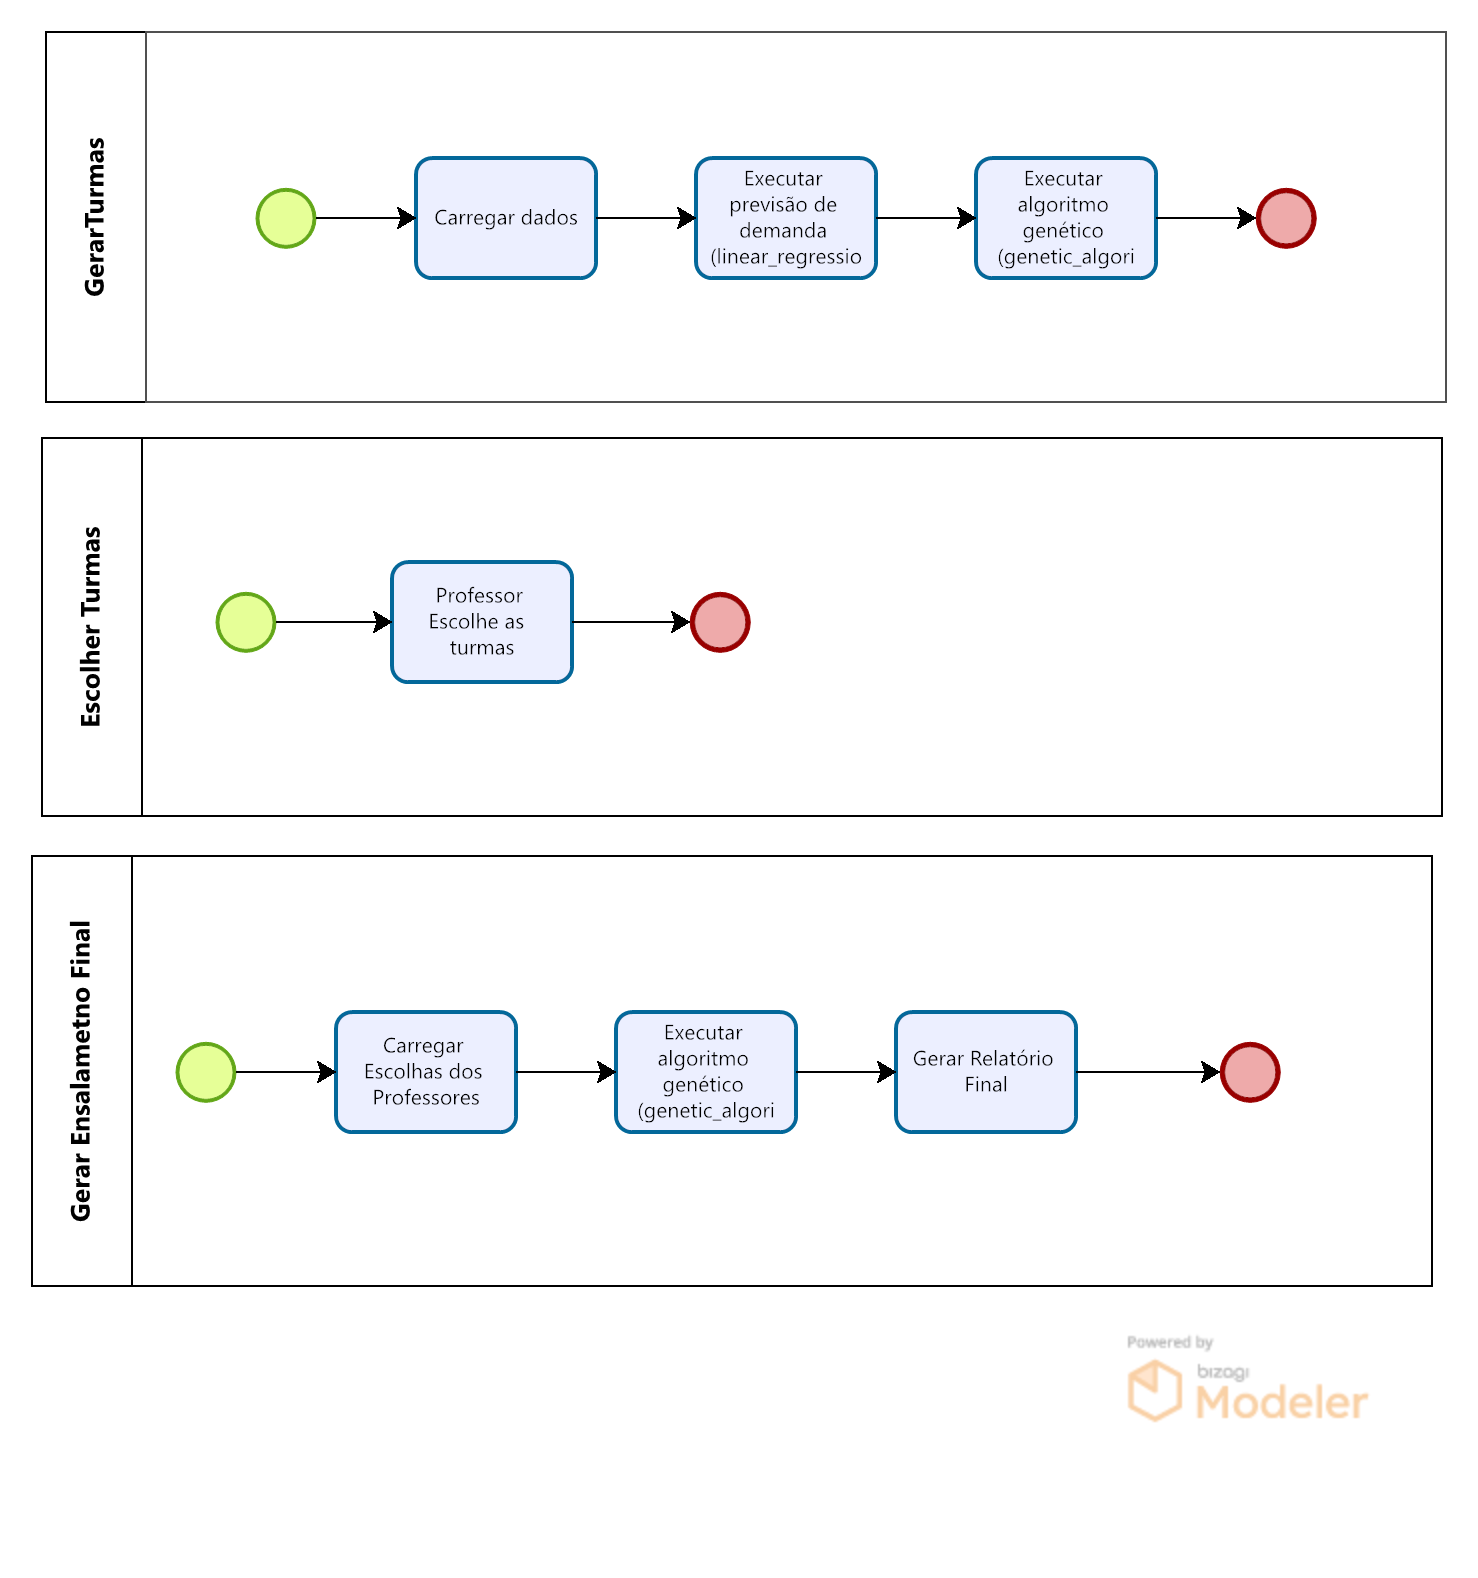 GerarTurmas
Carregar dados
Executar
previsão de
demanda
(linear_regressio
Executar
algoritmo
genético
(genetic_algori
Escolher Turmas
Professor
Escolhe as
turmas
Gerar Ensalametno Final
Carregar
Escolhas dos
Professores
Executar
algoritmo
genético
(genetic_algori
Gerar Relatório
Final
Powered by
bizagi
Modeler